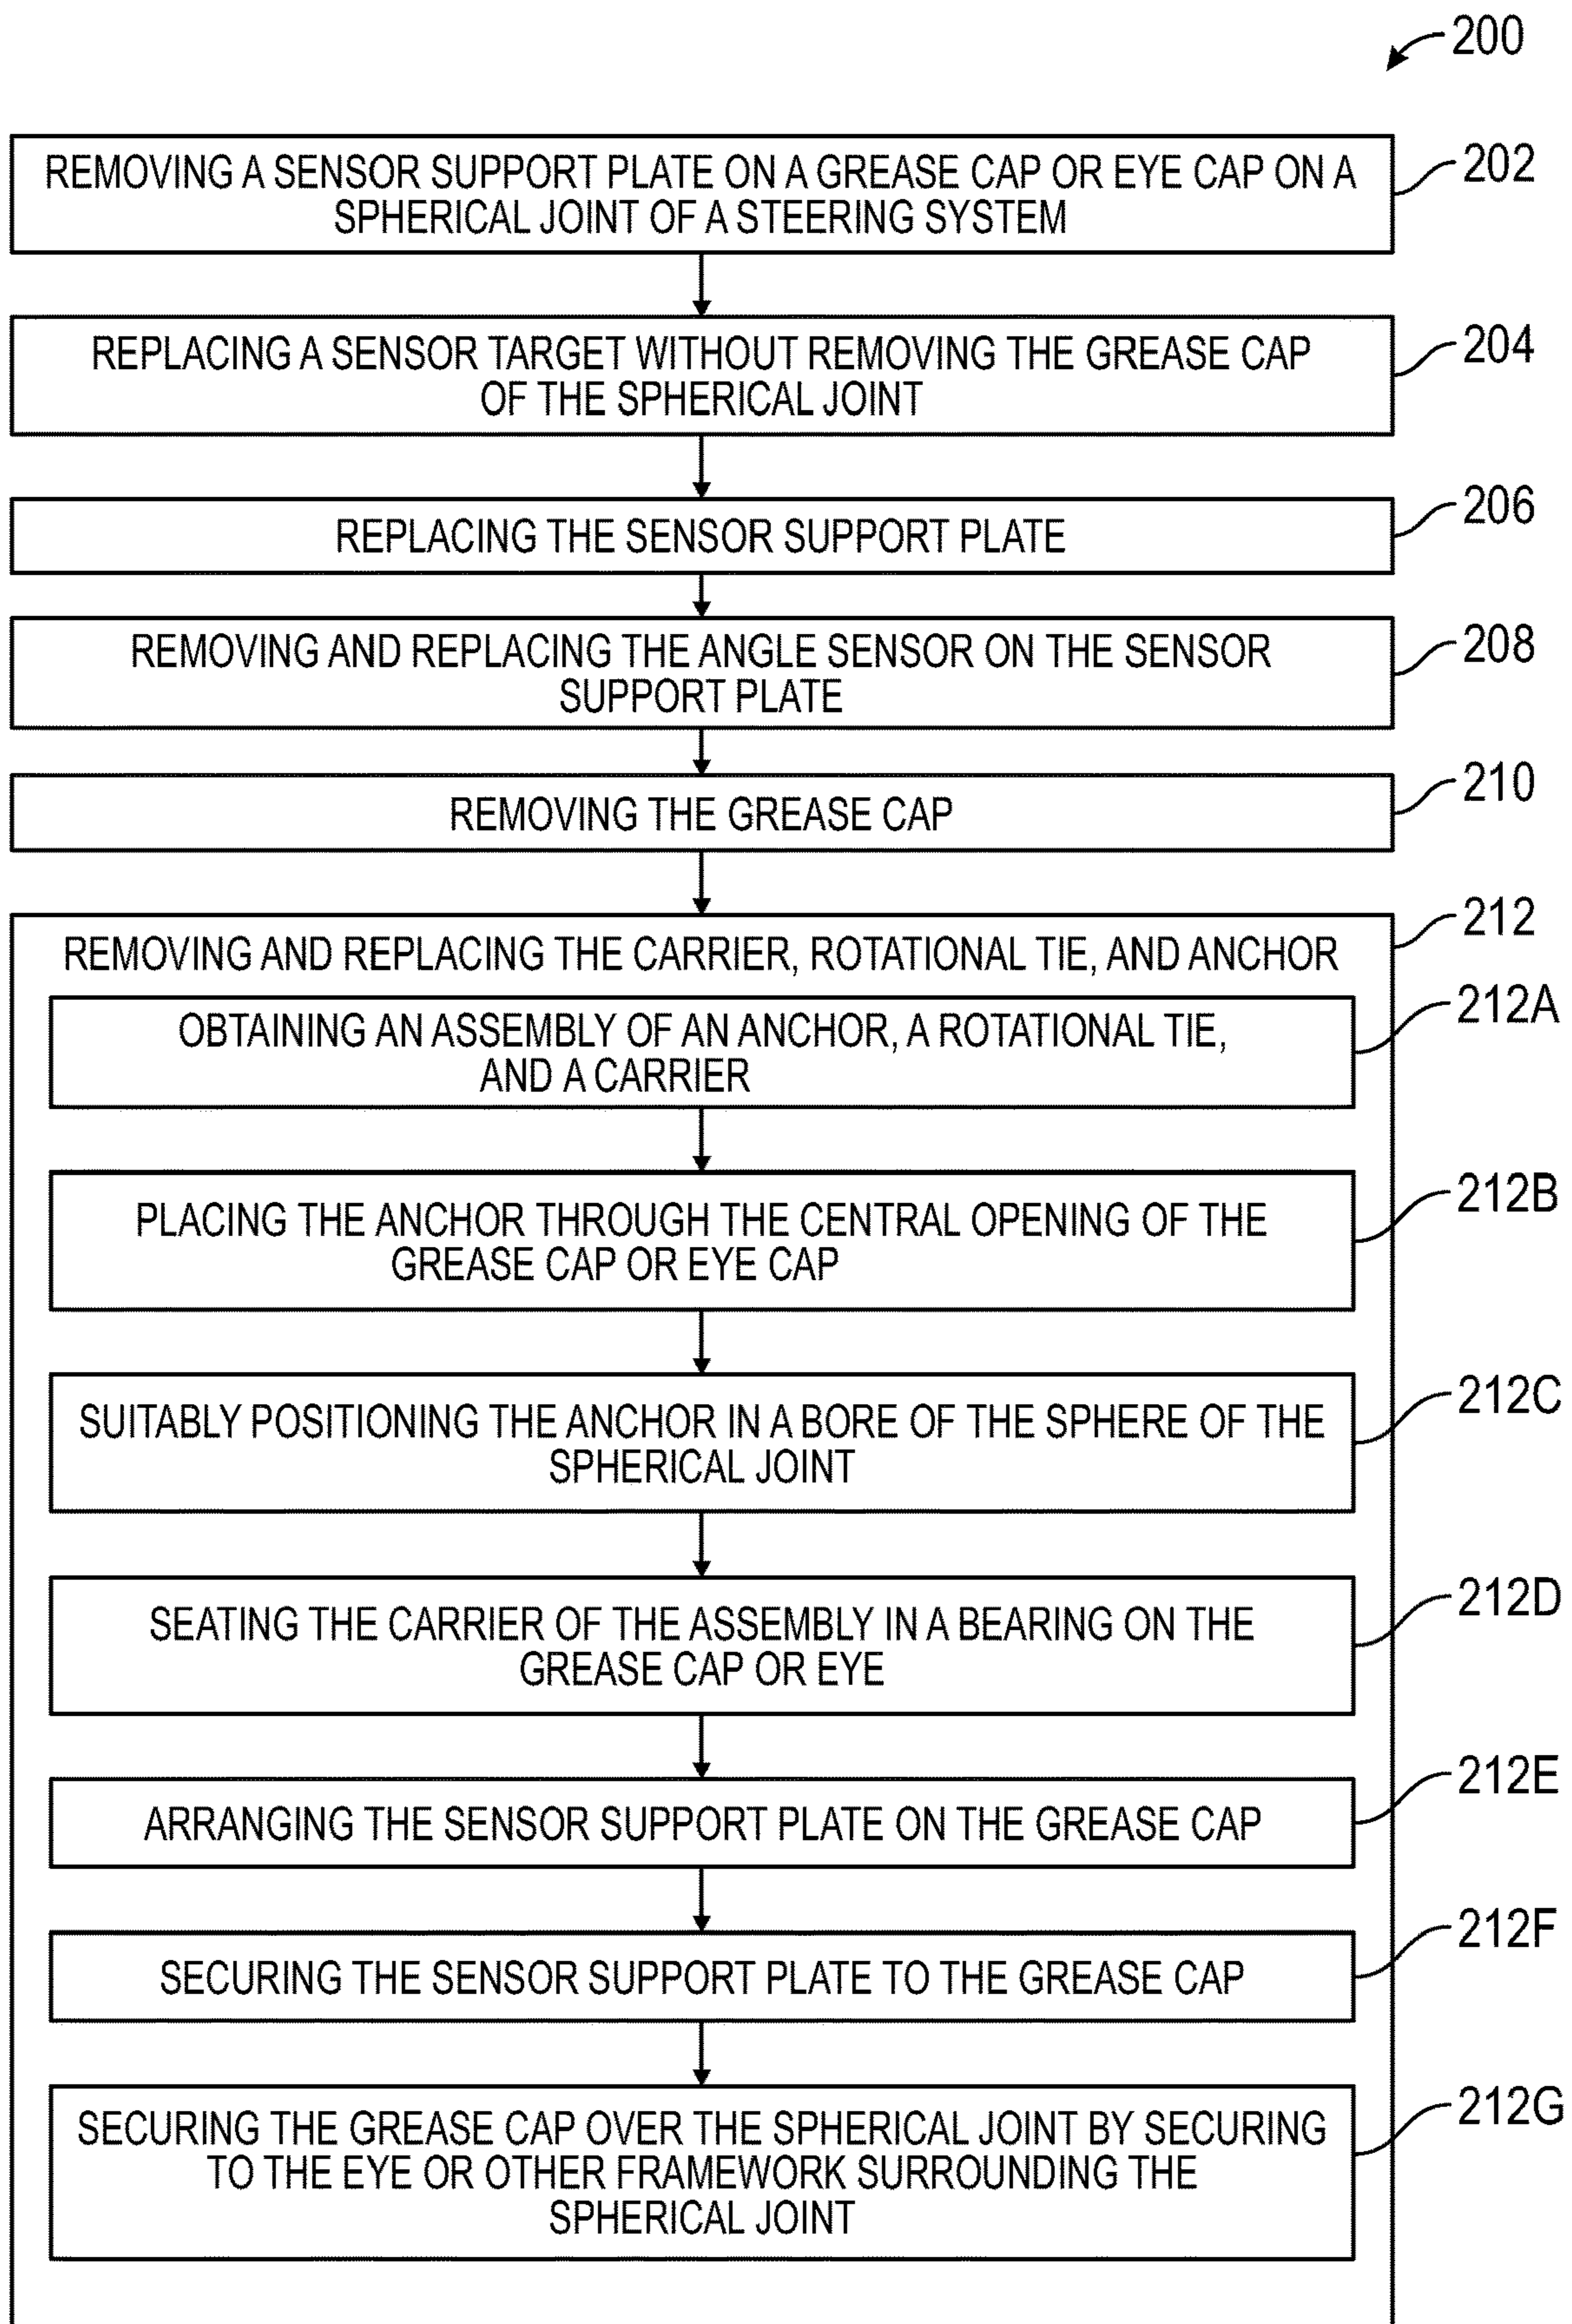 200
REMOVING A SENSOR SUPPORT PLATE ON A GREASE CAP OR EYE CAP ON A
SPHERICAL JOINT OF A STEERING SYSTEM
202
REPLACING A SENSOR TARGET WITHOUT REMOVING THE GREASE CAP
OF THE SPHERICAL JOINT
204
REPLACING THE SENSOR SUPPORT PLATE
206
REMOVING AND REPLACING THE ANGLE SENSOR ON THE SENSOR
SUPPORT PLATE
208
REMOVING THE GREASE CAP
210
REMOVING AND REPLACING THE CARRIER, ROTATIONAL TIE, AND ANCHOR
212
OBTAINING AN ASSEMBLY OF AN ANCHOR, A ROTATIONAL TIE,
AND A CARRIER
212A
PLACING THE ANCHOR THROUGH THE CENTRAL OPENING OF THE
GREASE CAP OR EYE CAP
212B
SUITABLY POSITIONING THE ANCHOR IN A BORE OF THE SPHERE OF THE
SPHERICAL JOINT
212C
SEATING THE CARRIER OF THE ASSEMBLY IN A BEARING ON THE
GREASE CAP OR EYE
212D
ARRANGING THE SENSOR SUPPORT PLATE ON THE GREASE CAP
212E
SECURING THE SENSOR SUPPORT PLATE TO THE GREASE CAP
212F
SECURING THE GREASE CAP OVER THE SPHERICAL JOINT BY SECURING
TO THE EYE OR OTHER FRAMEWORK SURROUNDING THE
SPHERICAL JOINT
212G